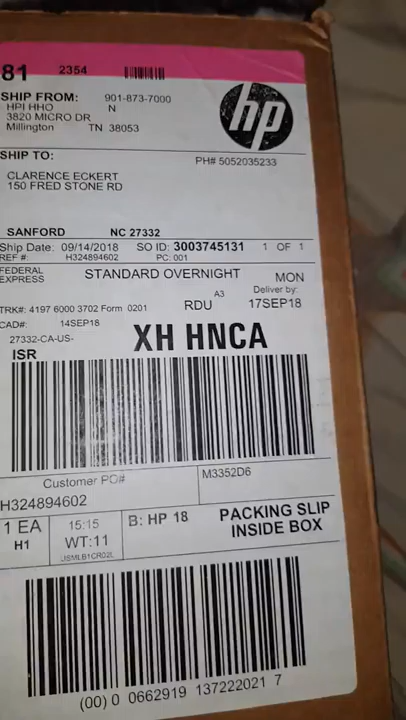 81 2354
hp
SHIP FROM: 901-873-7000
HPI HHO N
3820 MICRO DR
Millington TN 38053
SHIP TO: PH# 5052035233
CLARENCE ECKERT
150 FRED STONE RD
SANFORD NC 27332
Ship Date: 09/14/2018 SO ID: 3003745131 1 OF 1
REF #: H324894602 PC: 001
FEDERAL EXPRESS STANDARD OVERNIGHT MON
Deliver by:
A3
TRK#: 4197 6000 3702 Form 0201 RDU 17SEP18
CAD#: 14SEP18
27332-CA-US- XH HNCA
ISR
Customer PO# M3352D6
H324894602
1 EA 15:15 B: HP 18 PACKING SLIP
H1 WT:11 INSIDE BOX
(00) 0 0662919 137222021 7